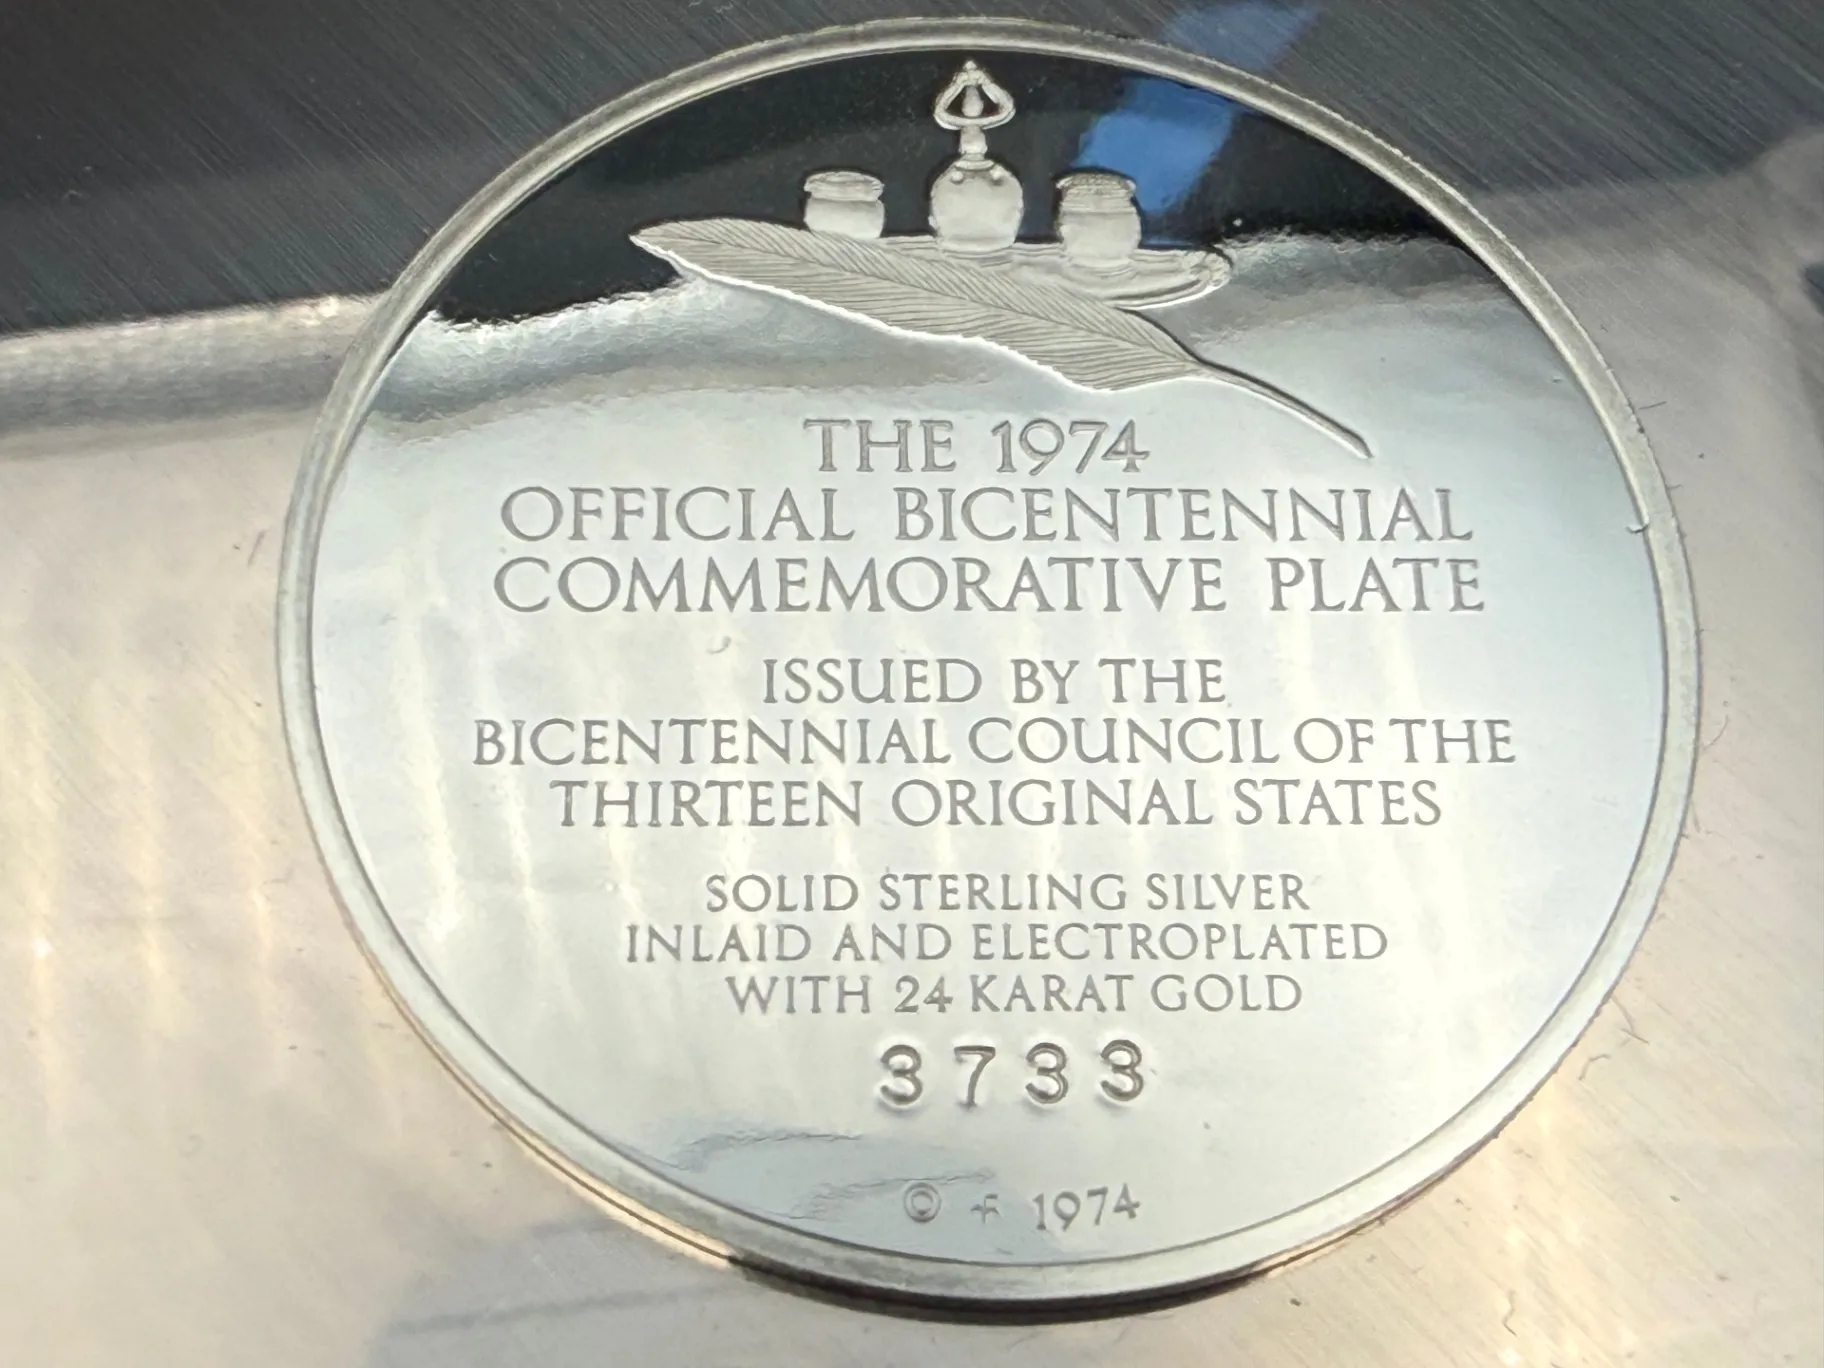 THE 1974
OFFICIAL BICENTENNIAL
COMMEMORATIVE PLATE
ISSUED BY THE
BICENTENNIAL COUNCIL OF THE
THIRTEEN ORIGINAL STATES
SOLID STERLING SILVER
INLAID AND ELECTROPLATED
WITH 24 KARAT GOLD
3733
© 1974